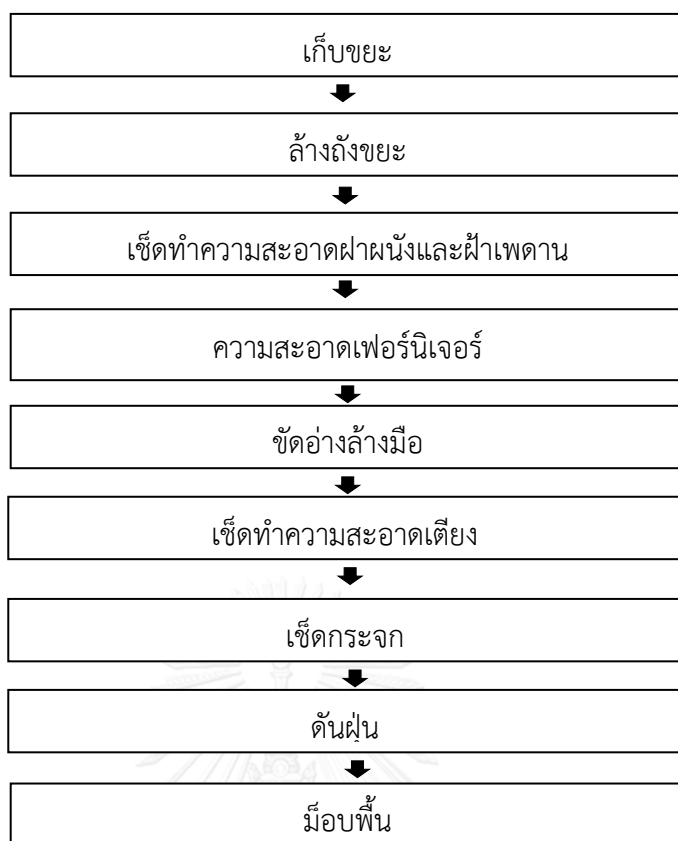 เก็บขยะ
ล้างถังขยะ
เช็ดทำความสะอาดฝาผนังและฝ้าเพดาน
ความสะอาดเฟอร์นิเจอร์
ขัดอ่างล้างมือ
เช็ดทำความสะอาดเตียง
เช็ดกระจก
ดันฝุ่น
ม็อบพื้น